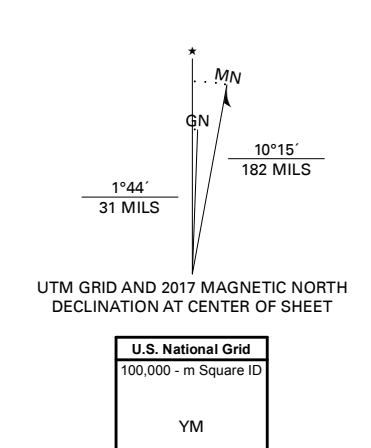 ★
MN
GN
10°15´
182 MILS
1°44´
31 MILS
UTM GRID AND 2017 MAGNETIC NORTH
DECLINATION AT CENTER OF SHEET
U.S. National Grid
100,000 - m Square ID
YM